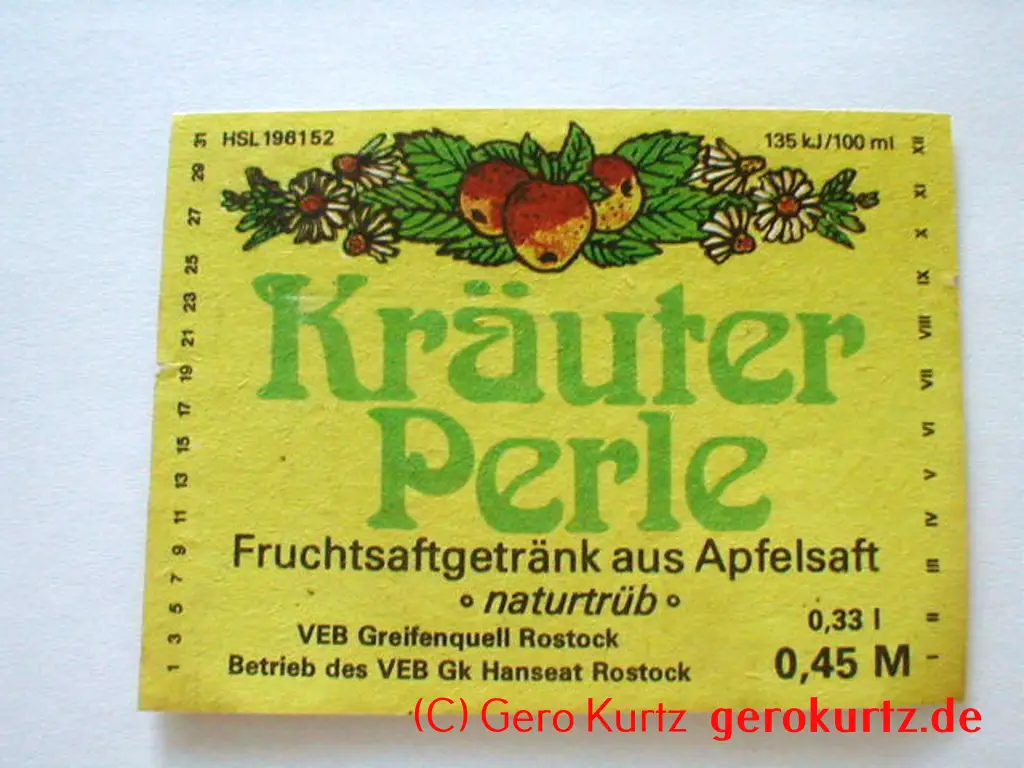 HSL 196152
135 kJ/100 ml
Kräuter
Perle
Fruchtsaftgetränk aus Apfelsaft
° naturtrüb °
VEB Greifenquell Rostock
Betrieb des VEB Gk Hanseat Rostock
0,33 l
0,45 M
1 3 5 7 9 11 13 15 17 19 21 23 25 27 29 31
I II III IV V VI VII VIII IX X XI XII
(C) Gero Kurtz gerokurtz.de